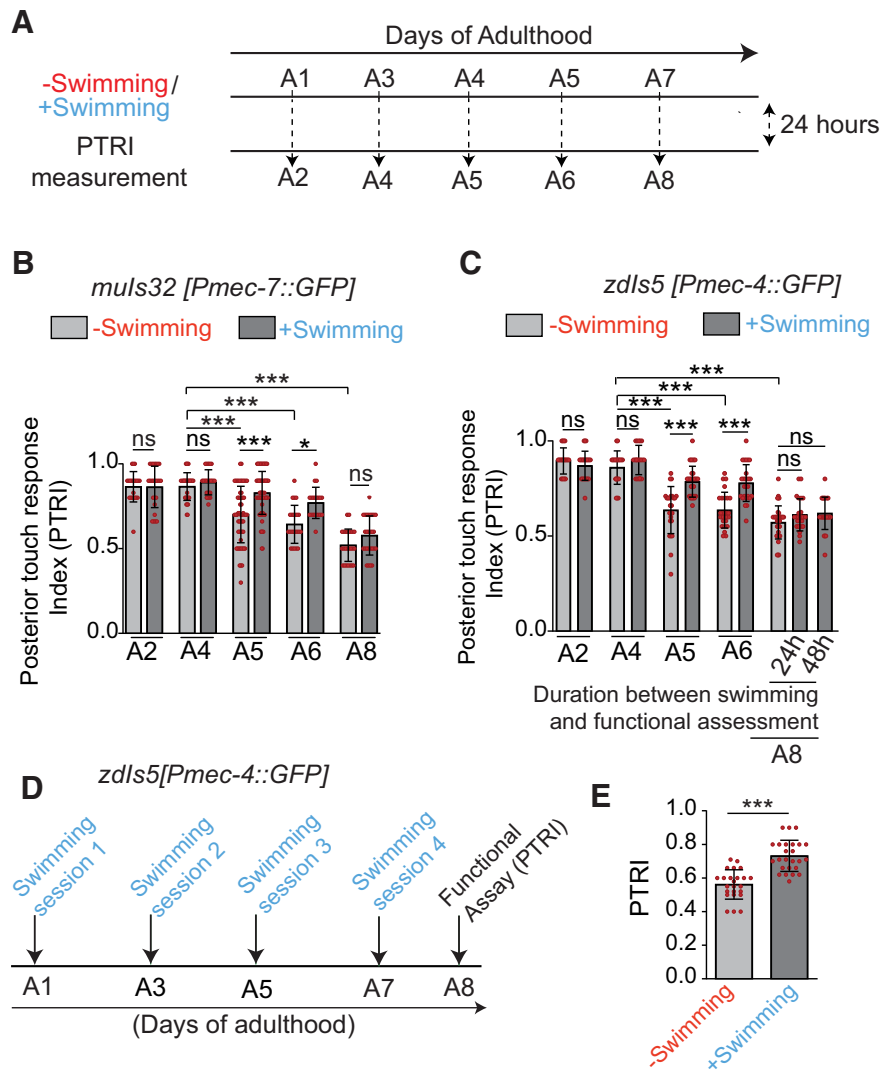 A
Days of Adulthood
-Swimming/
+Swimming
A1 A3 A4 A5 A7
24 hours
PTRI
measurement
A2 A4 A5 A6 A8
B
muIs32 [Pmec-7::GFP]
-Swimming +Swimming
***
***
***
ns ns *** * ns
Posterior touch response
Index (PTRI)
1.0
0.5
0.0
A2 A4 A5 A6 A8
C
zdIs5 [Pmec-4::GFP]
-Swimming +Swimming
***
***
***
ns ns *** *** ns
ns
Posterior touch response
Index (PTRI)
1.0
0.5
0.0
A2 A4 A5 A6 24h 48h
Duration between swimming
and functional assessment
A8
D
zdIs5[Pmec-4::GFP]
Swimming
session 1
Swimming
session 2
Swimming
session 3
Swimming
session 4
Functional
Assay (PTRI)
A1 A3 A5 A7 A8
(Days of adulthood)
E
***
PTRI
1.0
0.8
0.6
0.4
0.2
0.0
-Swimming
+Swimming